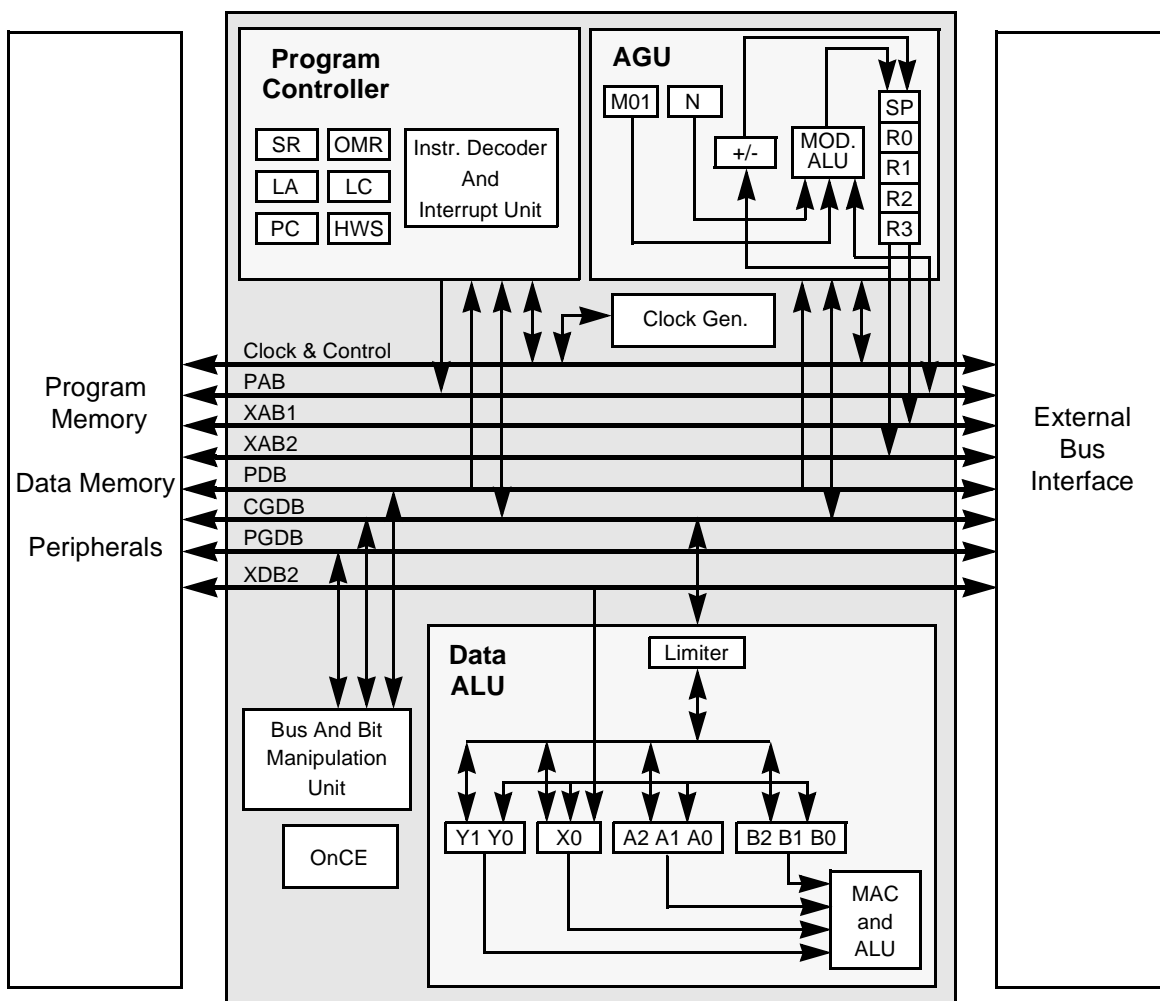 Program
Controller
SR
OMR
LA
LC
PC
HWS
Instr. Decoder
And
Interrupt Unit
AGU
M01
N
+/-
MOD.
ALU
SP
R0
R1
R2
R3
Clock Gen.
Clock & Control
PAB
XAB1
XAB2
PDB
CGDB
PGDB
XDB2
Program
Memory
Data Memory
Peripherals
External
Bus
Interface
Bus And Bit
Manipulation
Unit
OnCE
Data
ALU
Limiter
Y1 Y0
X0
A2 A1 A0
B2 B1 B0
MAC
and
ALU